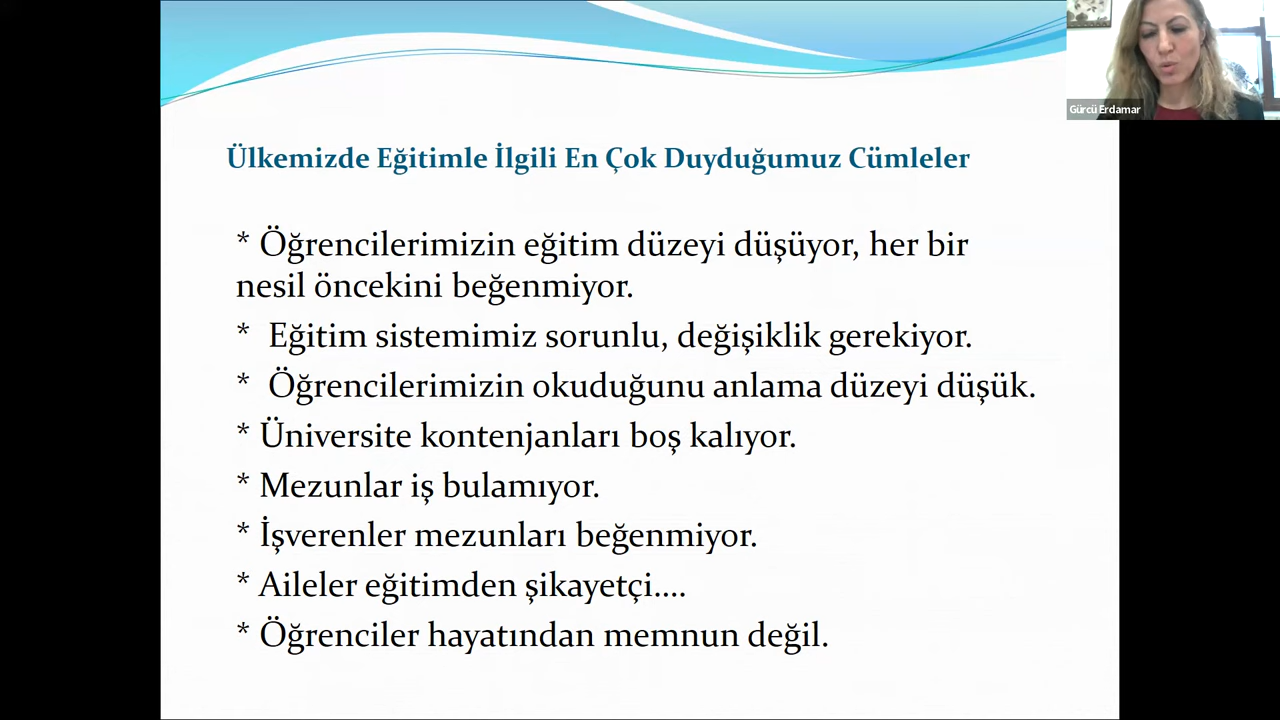 Gürcü Erdamar
Ülkemizde Eğitimle İlgili En Çok Duyduğumuz Cümleler
* Öğrencilerimizin eğitim düzeyi düşüyor, her bir
nesil öncekini beğenmiyor.
* Eğitim sistemimiz sorunlu, değişiklik gerekiyor.
* Öğrencilerimizin okuduğunu anlama düzeyi düşük.
* Üniversite kontenjanları boş kalıyor.
* Mezunlar iş bulamıyor.
* İşverenler mezunları beğenmiyor.
* Aileler eğitimden şikayetçi....
* Öğrenciler hayatından memnun değil.